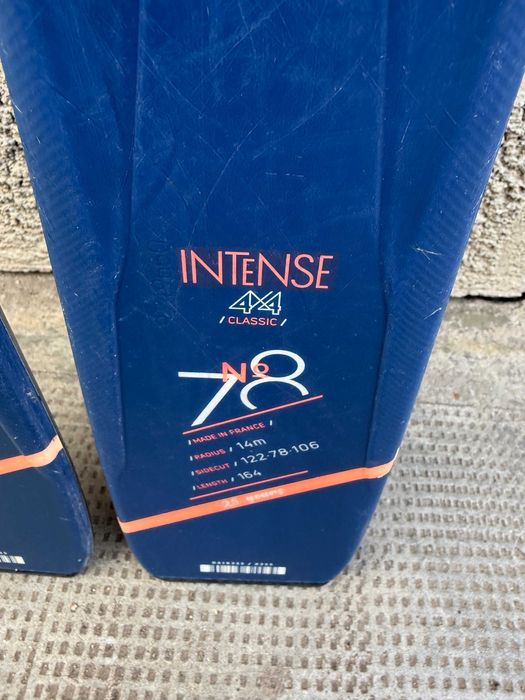 INTENSE
4X4
/ CLASSIC /
No
78
/ MADE IN FRANCE /
/ RADIUS / 14m
/ SIDECUT / 122-78-106
/ LENGTH / 164